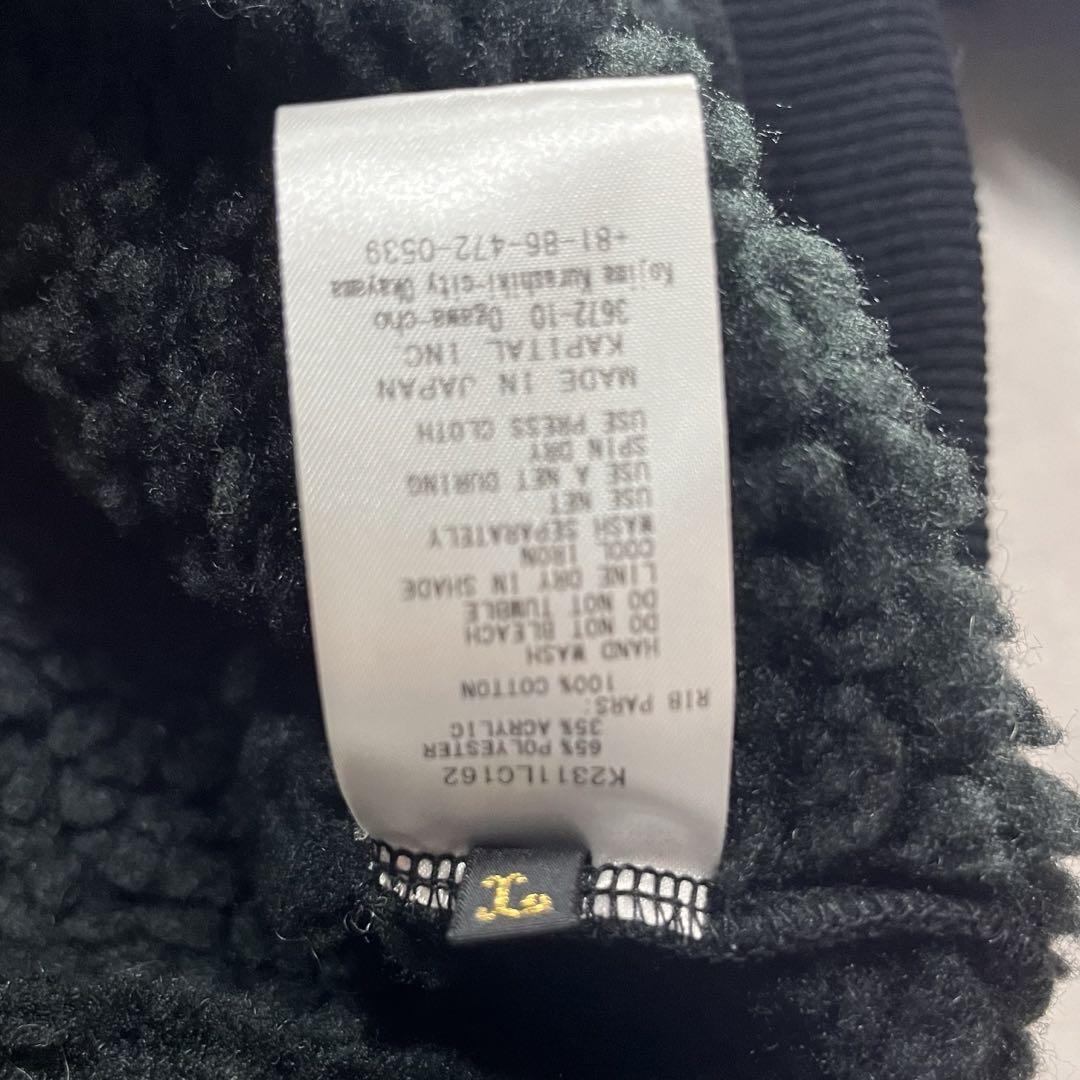 K2311LC162
65% POLYESTER
35% ACRYLIC
RIB PARS:
100% COTTON
HAND WASH
DO NOT BLEACH
DO NOT TUMBLE
LINE DRY IN SHADE
COOL IRON
WASH SEPARATELY
USE NET
USE A NET DURING
SPIN DRY
USE PRESS CLOTH
MADE IN JAPAN
KAPITAL INC
3672-10 Ogawa-cho
Kojima Kurashiki-city Okayama
+81-86-472-0539